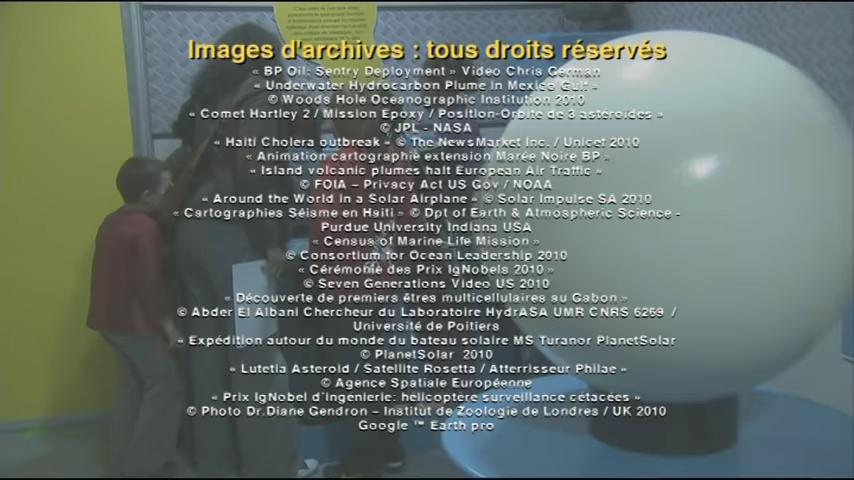 Images d'archives : tous droits réservés
« BP Oil: Sentry Deployment » Video Chris German
« Underwater Hydrocarbon Plume in Mexico Gulf »
© Woods Hole Oceanographic Institution 2010
« Comet Hartley 2 / Mission Epoxy / Position-Orbite de 3 astéroides »
© JPL - NASA
« Haiti Cholera outbreak » © The NewsMarket Inc. / Unicef 2010
« Animation cartographie extension Marée Noire BP »
« Island volcanic plumes halt European Air Traffic »
© FOIA – Privacy Act US Gov / NOAA
« Around the World in a Solar Airplane » © Solar Impulse SA 2010
« Cartographies Séisme en Haiti » © Dpt of Earth & Atmospheric Science -
Purdue University Indiana USA
« Census of Marine Life Mission »
© Consortium for Ocean Leadership 2010
« Cérémonie des Prix IgNobels 2010 »
© Seven Generations Video US 2010
« Découverte de premiers êtres multicellulaires au Gabon »
© Abder El Albani Chercheur du Laboratoire HydrASA UMR CNRS 6269 /
Université de Poitiers
« Expédition autour du monde du bateau solaire MS Turanor PlanetSolar
© PlanetSolar 2010
« Lutetia Asteroid / Satellite Rosetta / Atterrisseur Philae »
© Agence Spatiale Européenne
« Prix IgNobel d'ingénierie: hélicoptère surveillance cétacées »
© Photo Dr.Diane Gendron – Institut de Zoologie de Londres / UK 2010
Google ™ Earth pro